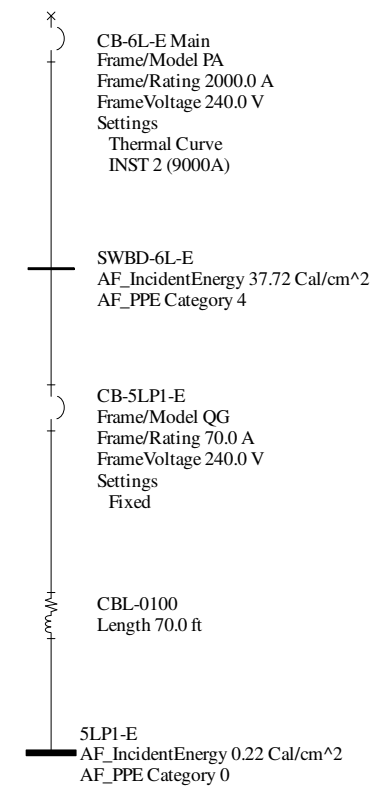 CB-6L-E Main
Frame/Model PA
Frame/Rating 2000.0 A
FrameVoltage 240.0 V
Settings
Thermal Curve
INST 2 (9000A)
SWBD-6L-E
AF_IncidentEnergy 37.72 Cal/cm^2
AF_PPE Category 4
CB-5LP1-E
Frame/Model QG
Frame/Rating 70.0 A
FrameVoltage 240.0 V
Settings
Fixed
CBL-0100
Length 70.0 ft
5LP1-E
AF_IncidentEnergy 0.22 Cal/cm^2
AF_PPE Category 0